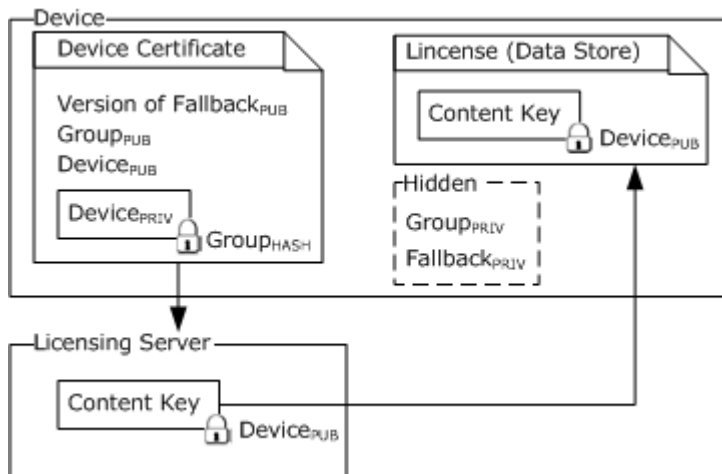 Device
Device Certificate
Version of FallbackPUB
GroupPUB
DevicePUB
DevicePRIV
GroupHASH
Lincense (Data Store)
Content Key
DevicePUB
Hidden
GroupPRIV
FallbackPRIV
Licensing Server
Content Key
DevicePUB